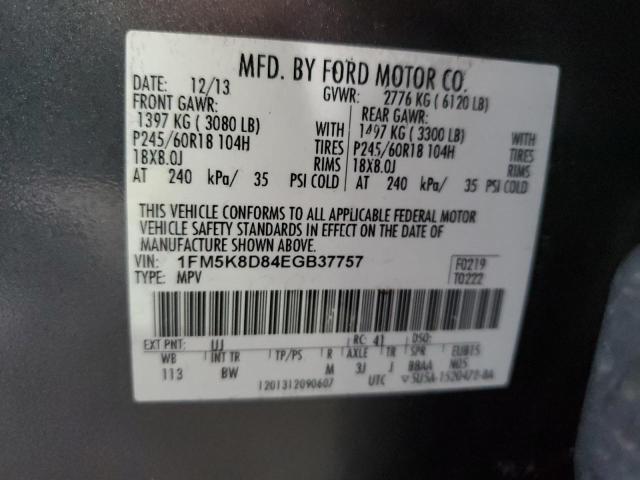 MFD. BY FORD MOTOR CO.
DATE: 12/13 GVWR: 2776 KG ( 6120 LB)
FRONT GAWR: REAR GAWR:
1397 KG ( 3080 LB) WITH 1497 KG ( 3300 LB) WITH
P245/60R18 104H TIRES P245/60R18 104H TIRES
18X8.0J RIMS 18X8.0J RIMS
AT 240 kPa/ 35 PSI COLD AT 240 kPa/ 35 PSI COLD
THIS VEHICLE CONFORMS TO ALL APPLICABLE FEDERAL MOTOR
VEHICLE SAFETY STANDARDS IN EFFECT ON THE DATE OF
MANUFACTURE SHOWN ABOVE.
VIN: 1FM5K8D84EGB37757 F0219
TYPE: MPV T0222
EXT PNT: UJ RC: 41 DSO:
WB INT TR TP/PS R AXLE TR SPR
113 BW M 3J J BBAA
1201312090607 UTC